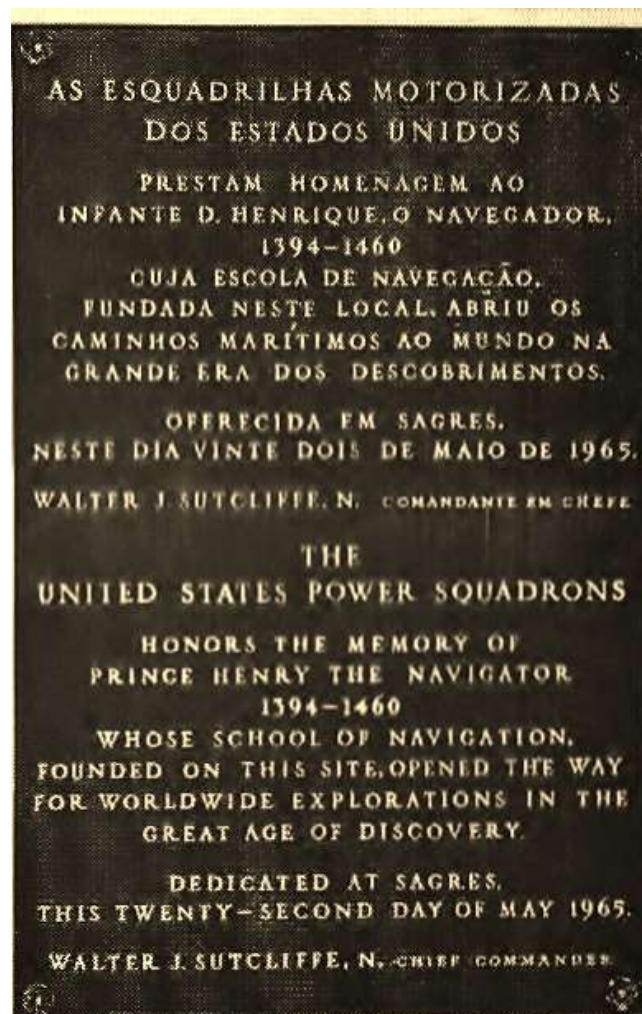 AS ESQUADRILHAS MOTORIZADAS
DOS ESTADOS UNIDOS
PRESTAM HOMENAGEM AO
INFANTE D. HENRIQUE, O NAVEGADOR,
1394–1460
CUJA ESCOLA DE NAVEGAÇÃO,
FUNDADA NESTE LOCAL, ABRIU OS
CAMINHOS MARÍTIMOS AO MUNDO NA
GRANDE ERA DOS DESCOBRIMENTOS.
OFERECIDA EM SAGRES,
NESTE DIA VINTE DOIS DE MAIO DE 1965.
WALTER J. SUTCLIFFE, N. COMANDANTE EM CHEFE
THE
UNITED STATES POWER SQUADRONS
HONORS THE MEMORY OF
PRINCE HENRY THE NAVIGATOR
1394–1460
WHOSE SCHOOL OF NAVIGATION,
FOUNDED ON THIS SITE, OPENED THE WAY
FOR WORLDWIDE EXPLORATIONS IN THE
GREAT AGE OF DISCOVERY.
DEDICATED AT SAGRES,
THIS TWENTY–SECOND DAY OF MAY 1965.
WALTER J. SUTCLIFFE, N. CHIEF COMMANDER